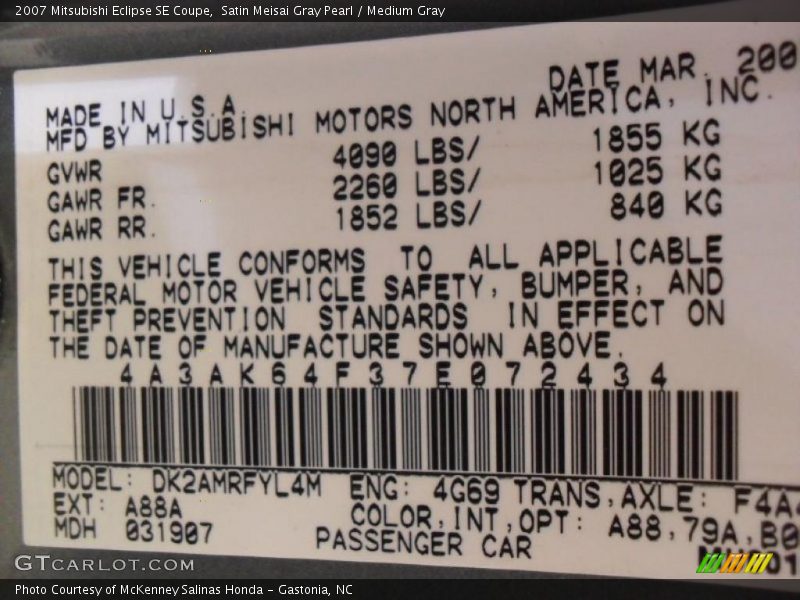 2007 Mitsubishi Eclipse SE Coupe, Satin Meisai Gray Pearl / Medium Gray
DATE MAR. 200
MADE IN U.S.A.
MFD BY MITSUBISHI MOTORS NORTH AMERICA, INC.
GVWR 4090 LBS/ 1855 KG
GAWR FR. 2260 LBS/ 1025 KG
GAWR RR. 1852 LBS/ 840 KG
THIS VEHICLE CONFORMS TO ALL APPLICABLE
FEDERAL MOTOR VEHICLE SAFETY, BUMPER, AND
THEFT PREVENTION STANDARDS IN EFFECT ON
THE DATE OF MANUFACTURE SHOWN ABOVE.
4A3AK64F37E072434
MODEL: DK2AMRFYL4M ENG: 4G69 TRANS,AXLE: F4A4
EXT: A88A COLOR,INT,OPT: A88,79A,B0
MDH 031907 PASSENGER CAR
GTCARLOT.COM
Photo Courtesy of McKenney Salinas Honda - Gastonia, NC